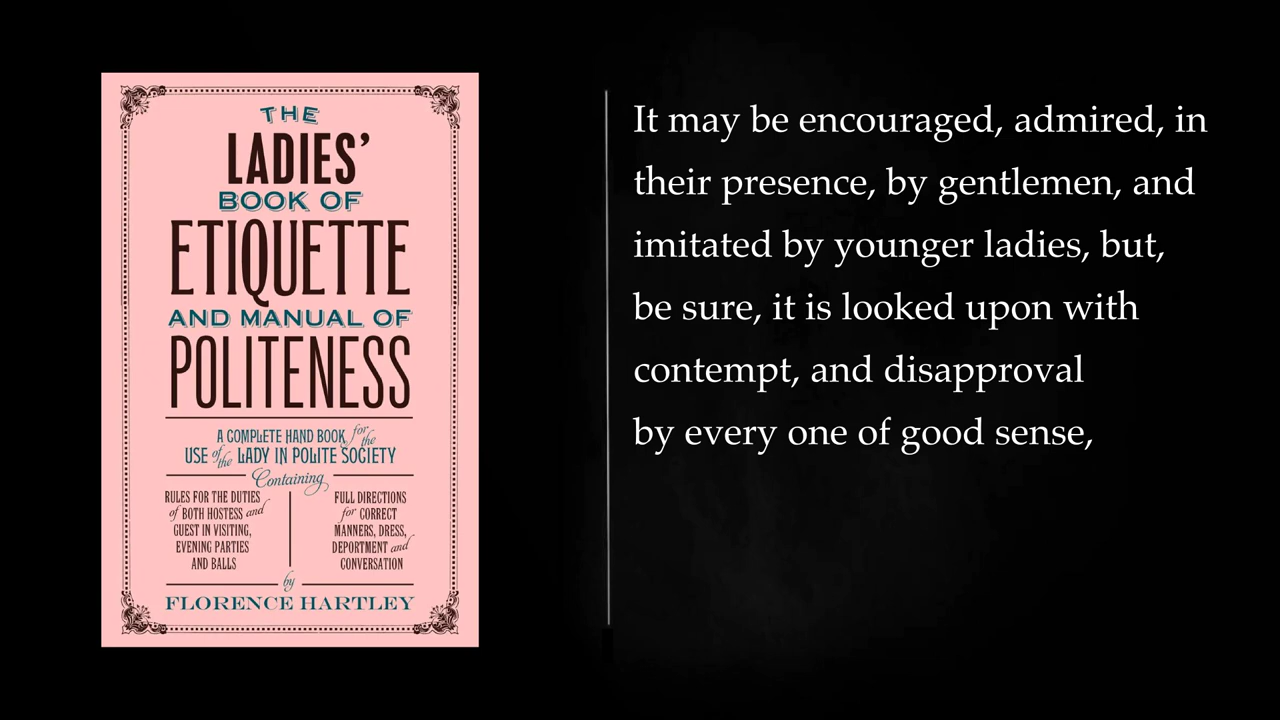 THE
LADIES'
BOOK OF
ETIQUETTE
AND MANUAL OF
POLITENESS
A COMPLETE HAND BOOK for the
USE of the LADY IN POLITE SOCIETY
Containing
RULES FOR THE DUTIES
of BOTH HOSTESS and
GUEST IN VISITING,
EVENING PARTIES
AND BALLS
FULL DIRECTIONS
for CORRECT
MANNERS, DRESS,
DEPORTMENT and
CONVERSATION
by
FLORENCE HARTLEY
It may be encouraged, admired, in
their presence, by gentlemen, and
imitated by younger ladies, but,
be sure, it is looked upon with
contempt, and disapproval
by every one of good sense,